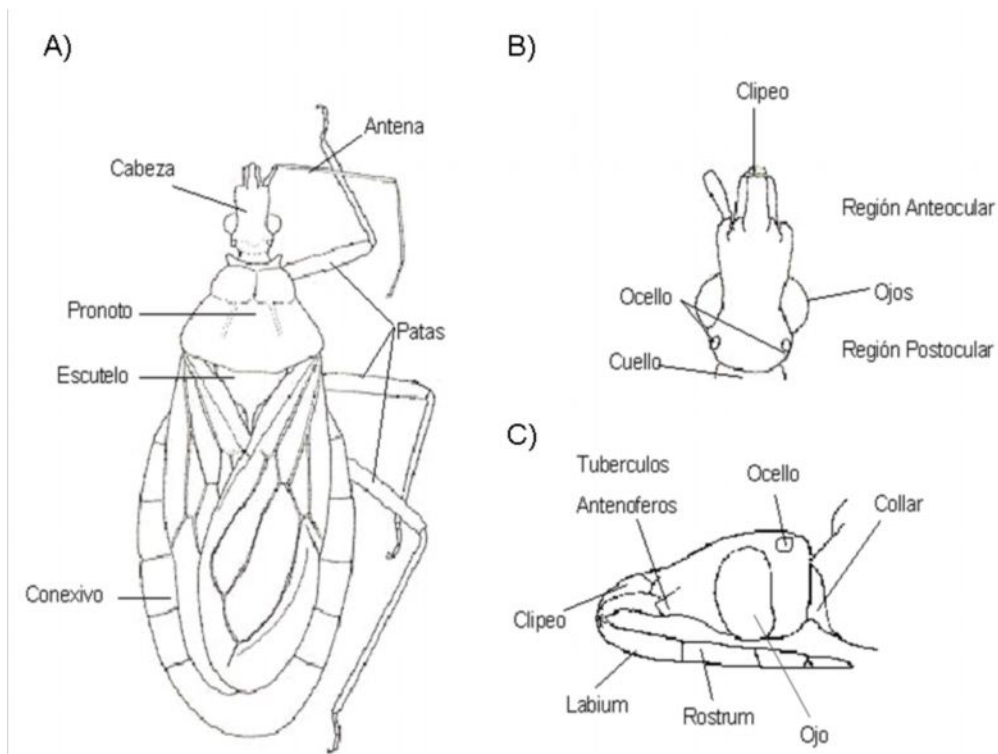 A)
Antena
Cabeza
Pronoto
Patas
Escutelo
Conexivo
B)
Clipeo
Región Anteocular
Ocello
Ojos
Región Postocular
Cuello
C)
Tuberculos
Antenoferos
Ocello
Collar
Clipeo
Labium
Rostrum
Ojo